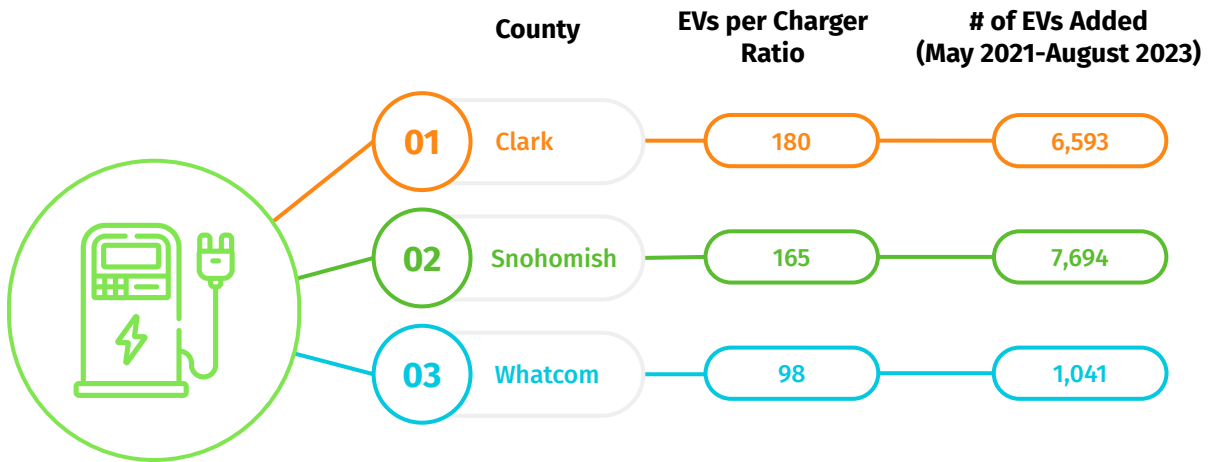 County
EVs per Charger
Ratio
# of EVs Added
(May 2021-August 2023)
01 Clark 180 6,593
02 Snohomish 165 7,694
03 Whatcom 98 1,041